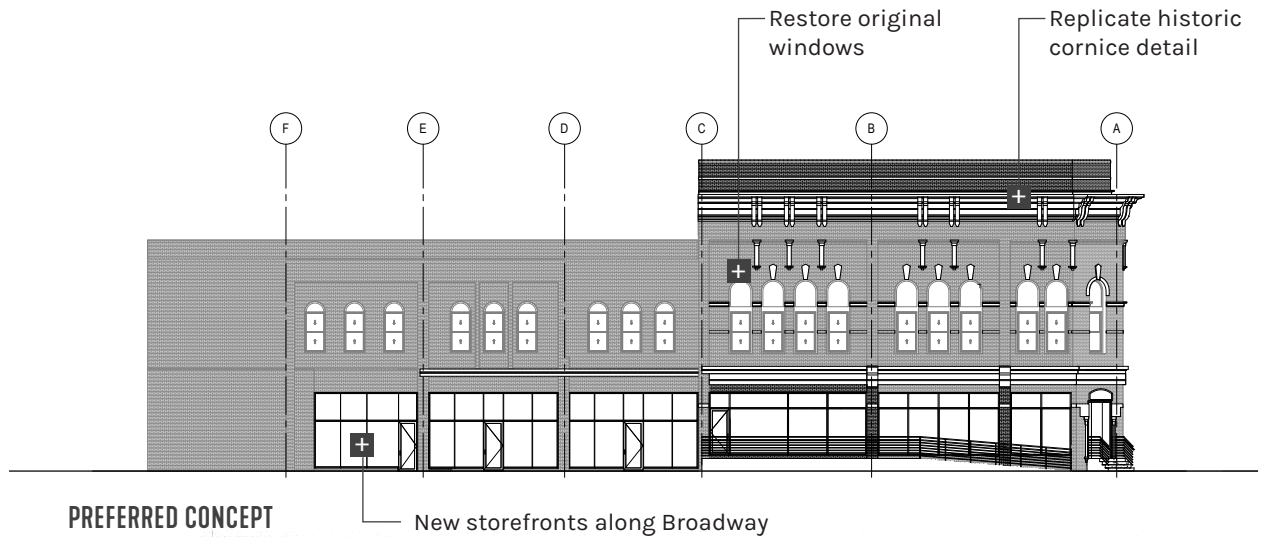 Restore original
windows
Replicate historic
cornice detail
F
E
D
C
B
A
PREFERRED CONCEPT
New storefronts along Broadway